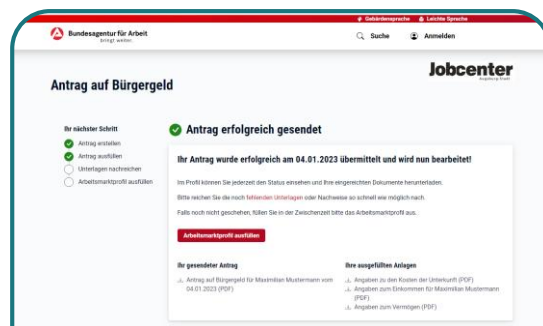 Gebärdensprache Leichte Sprache
Bundesagentur für Arbeit
bringt weiter.
Suche Anmelden
Jobcenter
Augsburg Stadt
Antrag auf Bürgergeld
Ihr nächster Schritt
Antrag erstellen
Antrag ausfüllen
Unterlagen nachreichen
Arbeitsmarktprofil ausfüllen
Antrag erfolgreich gesendet
Ihr Antrag wurde erfolgreich am 04.01.2023 übermittelt und wird nun bearbeitet!
Im Profil können Sie jederzeit den Status einsehen und Ihre eingereichten Dokumente herunterladen.
Bitte reichen Sie die noch fehlenden Unterlagen oder Nachweise so schnell wie möglich nach.
Falls noch nicht geschehen, füllen Sie in der Zwischenzeit bitte das Arbeitsmarktprofil aus.
Arbeitsmarktprofil ausfüllen
Ihr gesendeter Antrag
Antrag auf Bürgergeld für Maximilian Mustermann vom
04.01.2023 (PDF)
Ihre ausgefüllten Anlagen
Angaben zu den Kosten der Unterkunft (PDF)
Angaben zum Einkommen für Maximilian Mustermann
(PDF)
Angaben zum Vermögen (PDF)